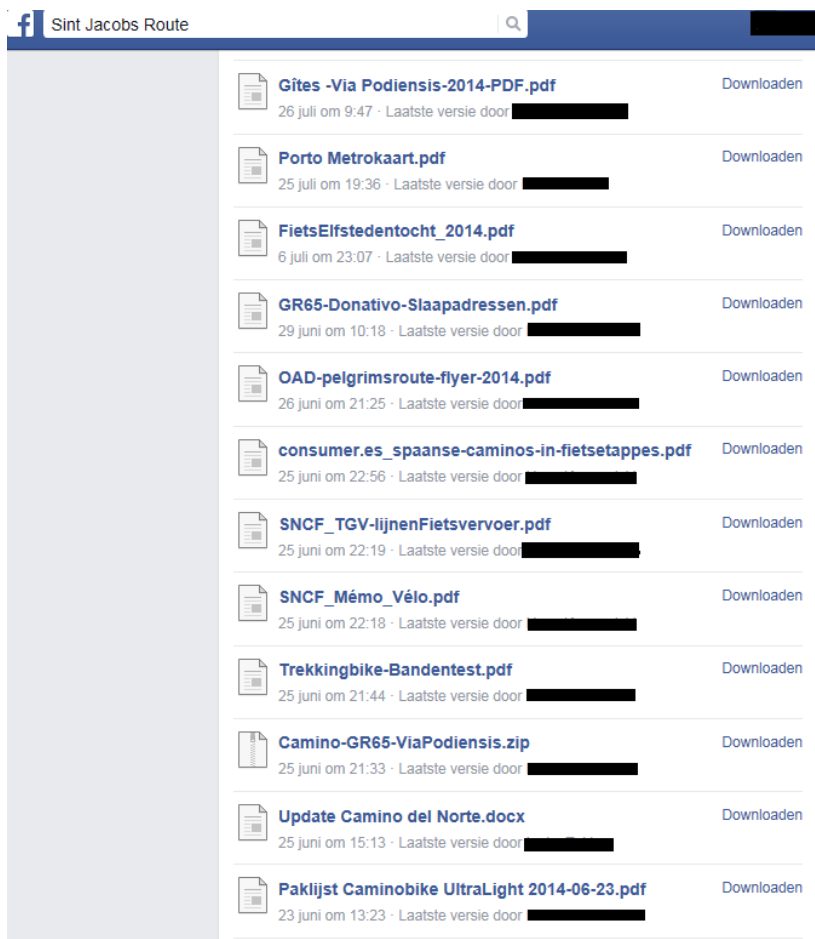 f Sint Jacobs Route
Gîtes -Via Podiensis-2014-PDF.pdf Downloaden
26 juli om 9:47 · Laatste versie door
Porto Metrokaart.pdf Downloaden
25 juli om 19:36 · Laatste versie door
FietsElfstedentocht_2014.pdf Downloaden
6 juli om 23:07 · Laatste versie door
GR65-Donativo-Slaapadressen.pdf Downloaden
29 juni om 10:18 · Laatste versie door
OAD-pelgrimsroute-flyer-2014.pdf Downloaden
26 juni om 21:25 · Laatste versie door
consumer.es_spaanse-caminos-in-fietsetappes.pdf Downloaden
25 juni om 22:56 · Laatste versie door
SNCF_TGV-lijnenFietsvervoer.pdf Downloaden
25 juni om 22:19 · Laatste versie door
SNCF_Mémo_Vélo.pdf Downloaden
25 juni om 22:18 · Laatste versie door
Trekkingbike-Bandentest.pdf Downloaden
25 juni om 21:44 · Laatste versie door
Camino-GR65-ViaPodiensis.zip Downloaden
25 juni om 21:33 · Laatste versie door
Update Camino del Norte.docx Downloaden
25 juni om 15:13 · Laatste versie door
Paklijst Caminobike UltraLight 2014-06-23.pdf Downloaden
23 juni om 13:23 · Laatste versie door